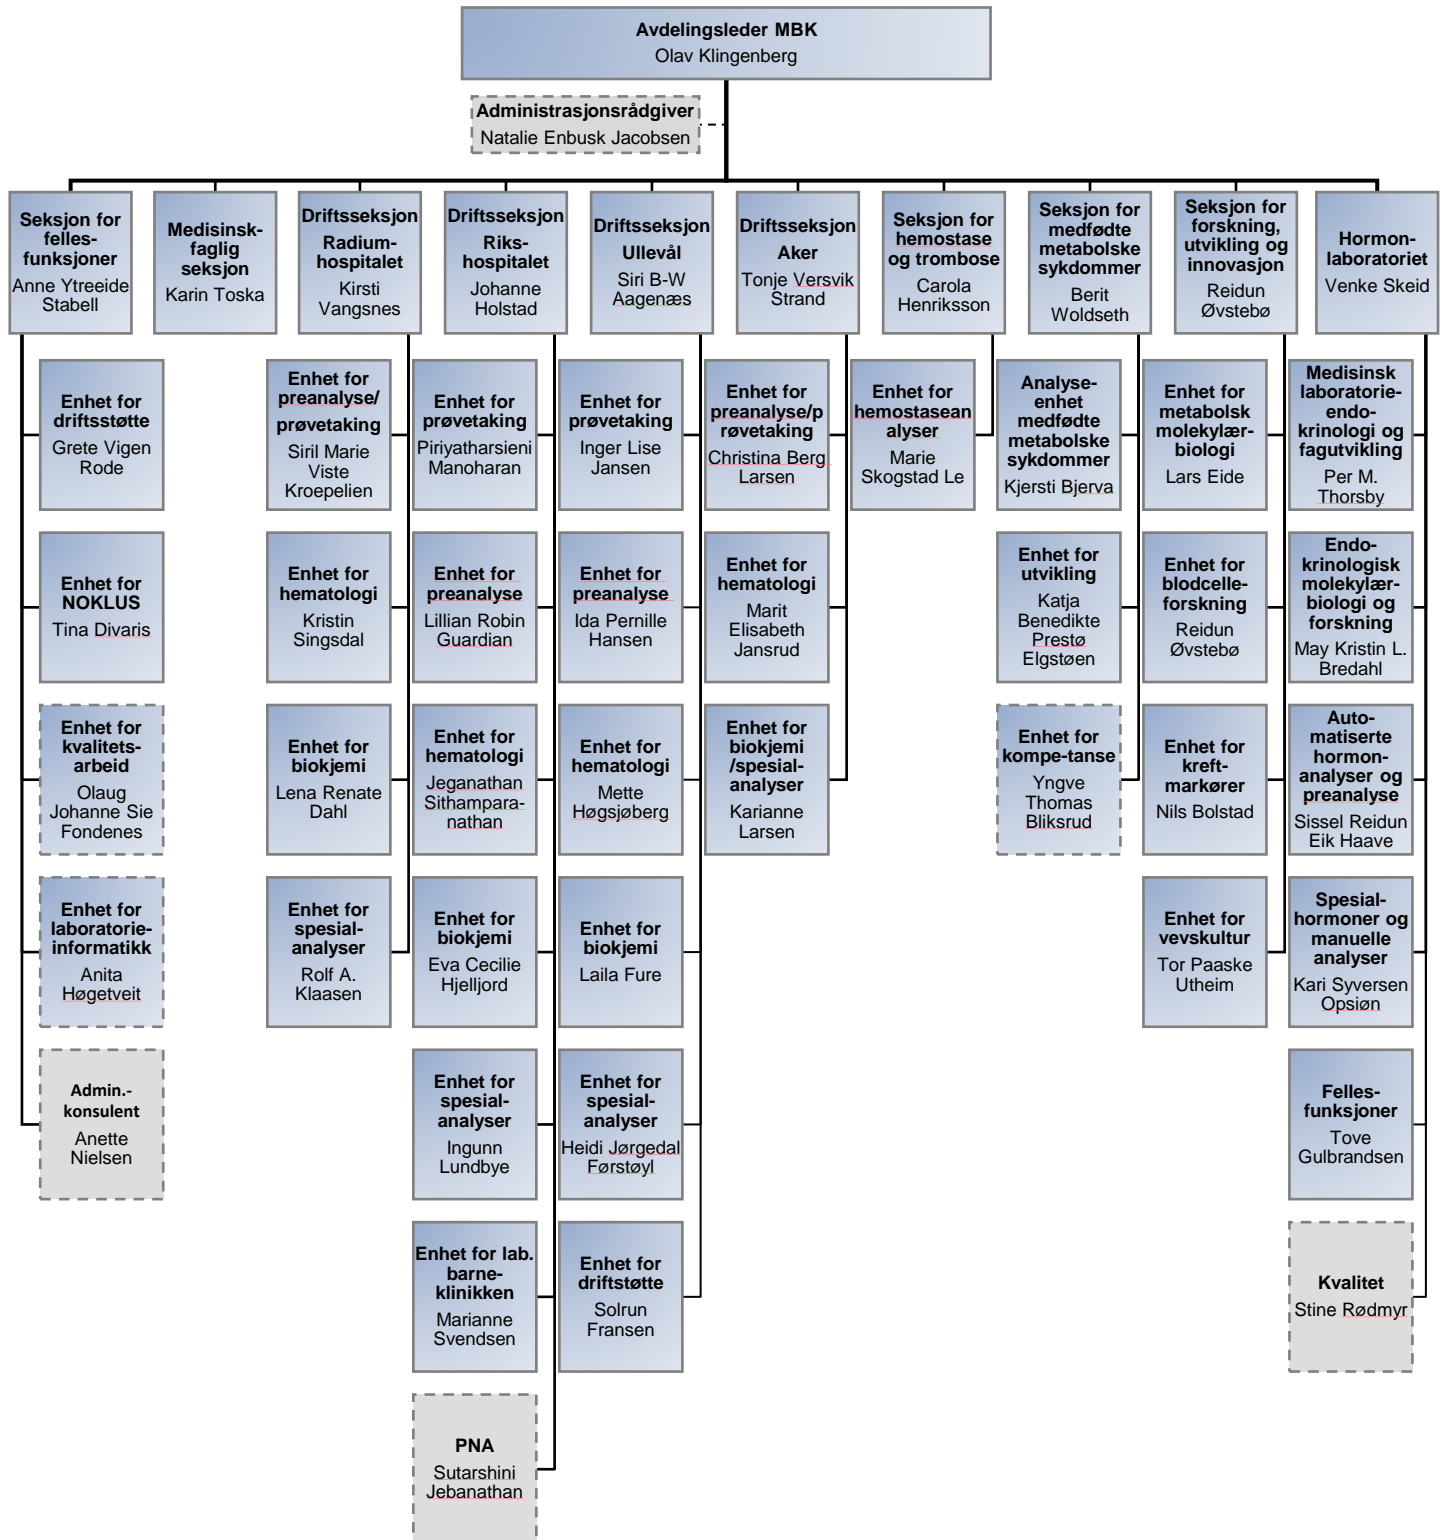 Avdelingsleder MBK
Olav Klingenberg
Administrasjonsrådgiver
Natalie Enbusk Jacobsen
Seksjon for
felles-
funksjoner
Anne Ytreeide
Stabell
Medisinsk-
faglig
seksjon
Karin Toska
Driftsseksjon
Radium-
hospitalet
Kirsti
Vangsnes
Driftsseksjon
Riks-
hospitalet
Johanne
Holstad
Driftsseksjon
Ullevål
Siri B-W
Aagenæs
Driftsseksjon
Aker
Tonje Versvik
Strand
Seksjon for
hemostase
og trombose
Carola
Henriksson
Seksjon for
medfødte
metabolske
sykdommer
Berit
Woldseth
Seksjon for
forskning,
utvikling og
innovasjon
Reidun
Øvstebø
Hormon-
laboratoriet
Venke Skeid
Enhet for
driftsstøtte
Grete Vigen
Rode
Enhet for
preanalyse/
prøvetaking
Siril Marie
Viste
Kroepelien
Enhet for
prøvetaking
Piriyatharsieni
Manoharan
Enhet for
prøvetaking
Inger Lise
Jansen
Enhet for
preanalyse/p
røvetaking
Christina Berg
Larsen
Enhet for
hemostasean
alyser
Marie
Skogstad Le
Analyse-
enhet
medfødte
metabolske
sykdommer
Kjersti Bjerva
Enhet for
metabolsk
molekylær-
biologi
Lars Eide
Medisinsk
laboratorie-
endo-
krinologi og
fagutvikling
Per M.
Thorsby
Enhet for
NOKLUS
Tina Divaris
Enhet for
hematologi
Kristin
Singsdal
Enhet for
preanalyse
Lillian Robin
Guardian
Enhet for
preanalyse
Ida Pernille
Hansen
Enhet for
hematologi
Marit
Elisabeth
Jansrud
Enhet for
utvikling
Katja
Benedikte
Prestø
Elgstøen
Enhet for
blodcelle-
forskning
Reidun
Øvstebø
Endo-
krinologisk
molekylær-
biologi og
forskning
May Kristin L.
Bredahl
Enhet for
kvalitets-
arbeid
Olaug
Johanne Sie
Fondenes
Enhet for
biokjemi
Lena Renate
Dahl
Enhet for
hematologi
Jeganathan
Sithampara-
nathan
Enhet for
hematologi
Mette
Høgsjøberg
Enhet for
biokjemi
/spesial-
analyser
Karianne
Larsen
Enhet for
kompe-tanse
Yngve
Thomas
Bliksrud
Enhet for
kreft-
markører
Nils Bolstad
Auto-
matiserte
hormon-
analyser og
preanalyse
Sissel Reidun
Eik Haave
Enhet for
laboratorie-
informatikk
Anita
Høgetveit
Enhet for
spesial-
analyser
Rolf A.
Klaasen
Enhet for
biokjemi
Eva Cecilie
Hjelljord
Enhet for
biokjemi
Laila Fure
Enhet for
vevskultur
Tor Paaske
Utheim
Spesial-
hormoner og
manuelle
analyser
Kari Syversen
Opsiøn
Admin.-
konsulent
Anette
Nielsen
Enhet for
spesial-
analyser
Ingunn
Lundbye
Enhet for
spesial-
analyser
Heidi Jørgedal
Førstøyl
Felles-
funksjoner
Tove
Gulbrandsen
Enhet for lab.
barne-
klinikken
Marianne
Svendsen
Enhet for
driftstøtte
Solrun
Fransen
Kvalitet
Stine Rødmyr
PNA
Sutarshini
Jebanathan